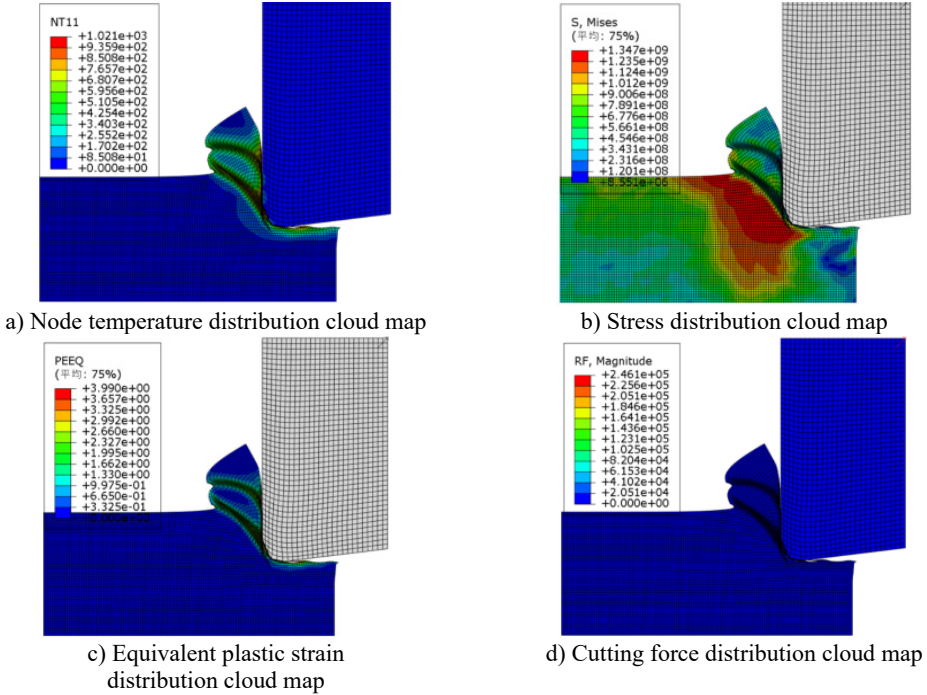 NT11
+1.021e+03
+9.359e+02
+8.508e+02
+7.657e+02
+6.807e+02
+5.956e+02
+5.105e+02
+4.254e+02
+3.403e+02
+2.552e+02
+1.702e+02
+8.508e+01
+0.000e+00
S, Mises
(平均: 75%)
+1.347e+09
+1.235e+09
+1.124e+09
+1.012e+09
+9.006e+08
+7.891e+08
+6.776e+08
+5.661e+08
+4.546e+08
+3.431e+08
+2.316e+08
+1.201e+08
+8.551e+06
a) Node temperature distribution cloud map
b) Stress distribution cloud map
PEEQ
(平均: 75%)
+3.990e+00
+3.657e+00
+3.325e+00
+2.992e+00
+2.660e+00
+2.327e+00
+1.995e+00
+1.662e+00
+1.330e+00
+9.975e-01
+6.650e-01
+3.325e-01
+0.000e+00
RF, Magnitude
+2.461e+05
+2.256e+05
+2.051e+05
+1.846e+05
+1.641e+05
+1.436e+05
+1.231e+05
+1.025e+05
+8.204e+04
+6.153e+04
+4.102e+04
+2.051e+04
+0.000e+00
c) Equivalent plastic strain
distribution cloud map
d) Cutting force distribution cloud map